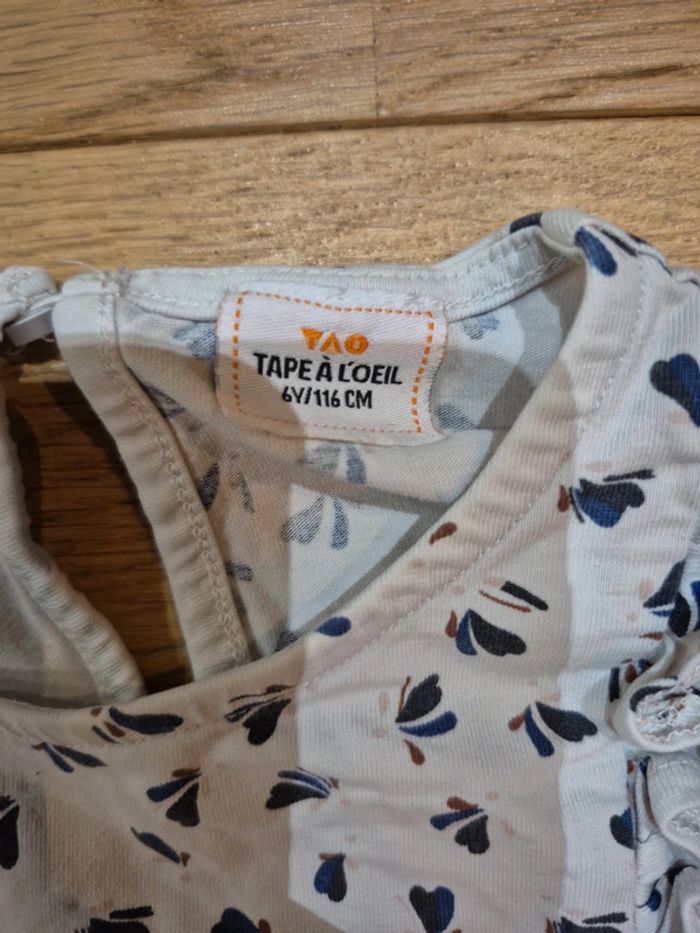 TAO
TAPE À L'OEIL
6Y/116 CM